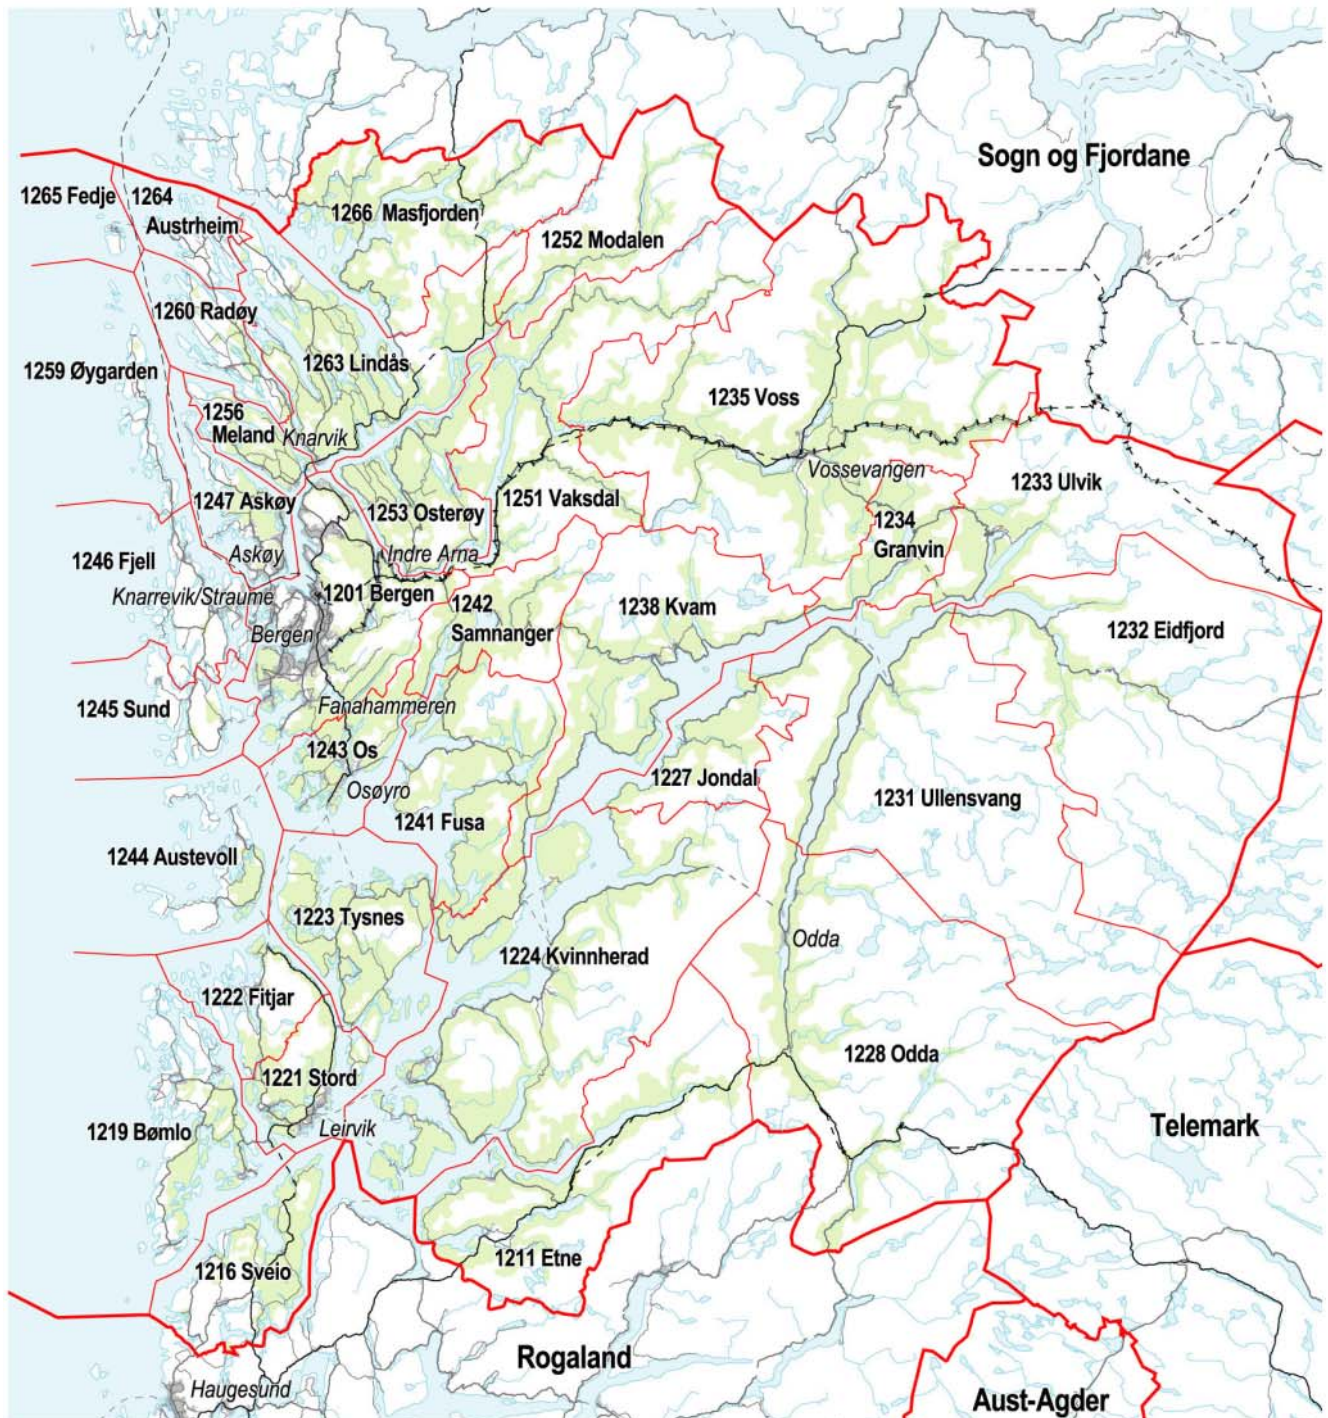 Sogn og Fjordane
1265 Fedje
1264
Austrheim
1266 Masfjorden
1252 Modalen
1260 Radøy
1263 Lindås
1259 Øygarden
1235 Voss
1256
Meland
Knarvik
Vossevangen
1233 Ulvik
1247 Askøy
1253 Osterøy
1251 Vaksdal
1234
Granvin
1246 Fjell
Askøy
Indre Arna
Knarrevik/Straume
1201 Bergen
1242
Samnanger
1238 Kvam
Bergen
1232 Eidfjord
1245 Sund
Fanahammeren
1243 Os
Osøyro
1227 Jondal
1231 Ullensvang
1241 Fusa
1244 Austevoll
1223 Tysnes
Odda
1224 Kvinnherad
1222 Fitjar
1221 Stord
1228 Odda
1219 Bømlo
Leirvik
Telemark
1216 Sveio
1211 Etne
Rogaland
Haugesund
Aust-Agder